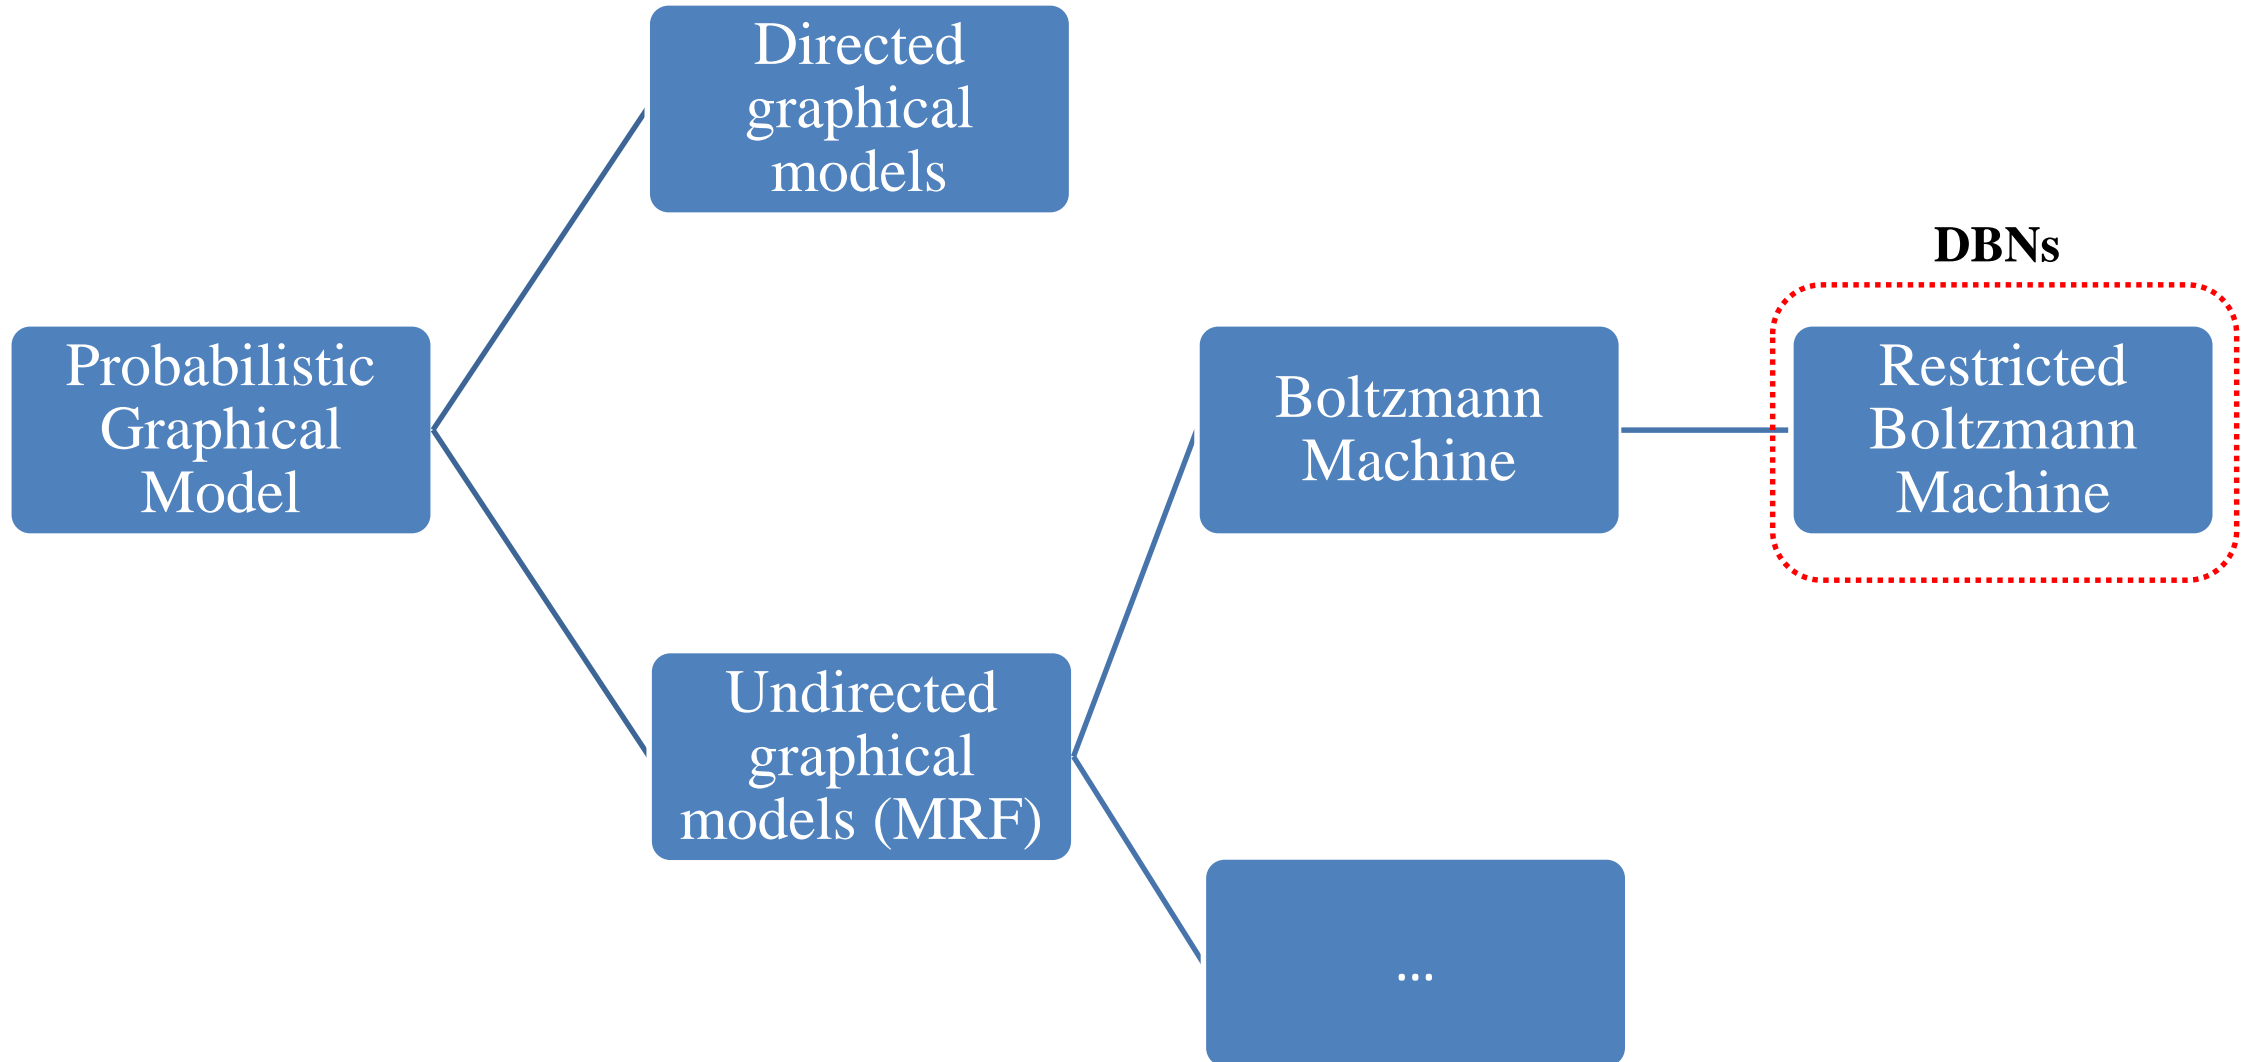 Directed
graphical
models
DBNs
Probabilistic
Graphical
Model
Boltzmann
Machine
Restricted
Boltzmann
Machine
Undirected
graphical
models (MRF)
...